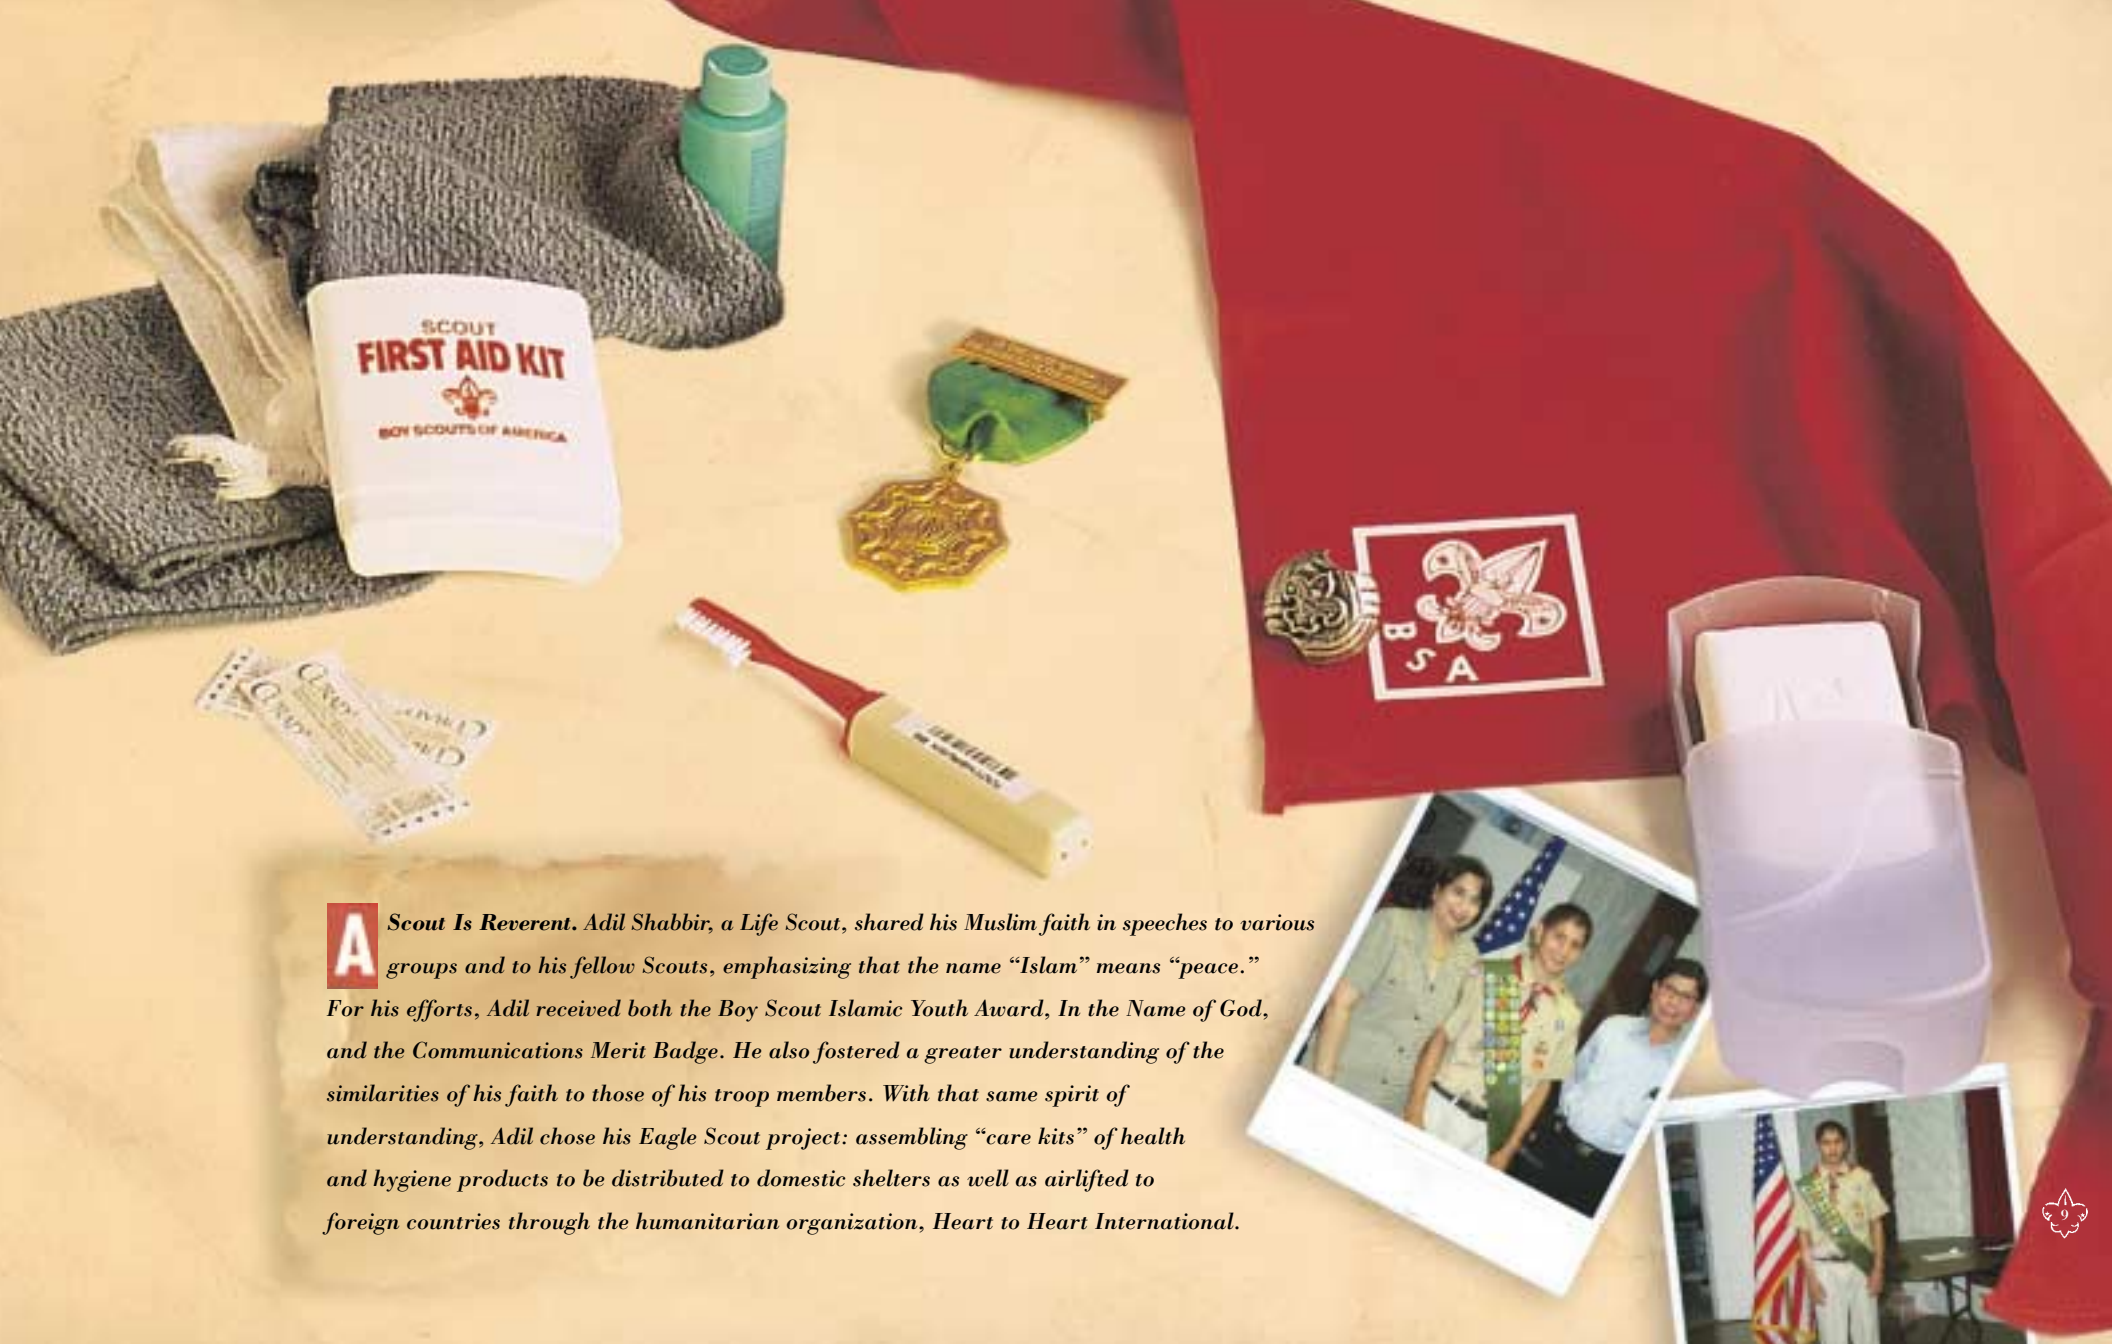 SCOUT
FIRST AID KIT
BOY SCOUTS OF AMERICA
CURAD
CURAD
CURAD
CURAD
B S A
A Scout Is Reverent. Adil Shabbir, a Life Scout, shared his Muslim faith in speeches to various
groups and to his fellow Scouts, emphasizing that the name “Islam” means “peace.”
For his efforts, Adil received both the Boy Scout Islamic Youth Award, In the Name of God,
and the Communications Merit Badge. He also fostered a greater understanding of the
similarities of his faith to those of his troop members. With that same spirit of
understanding, Adil chose his Eagle Scout project: assembling “care kits” of health
and hygiene products to be distributed to domestic shelters as well as airlifted to
foreign countries through the humanitarian organization, Heart to Heart International.
9